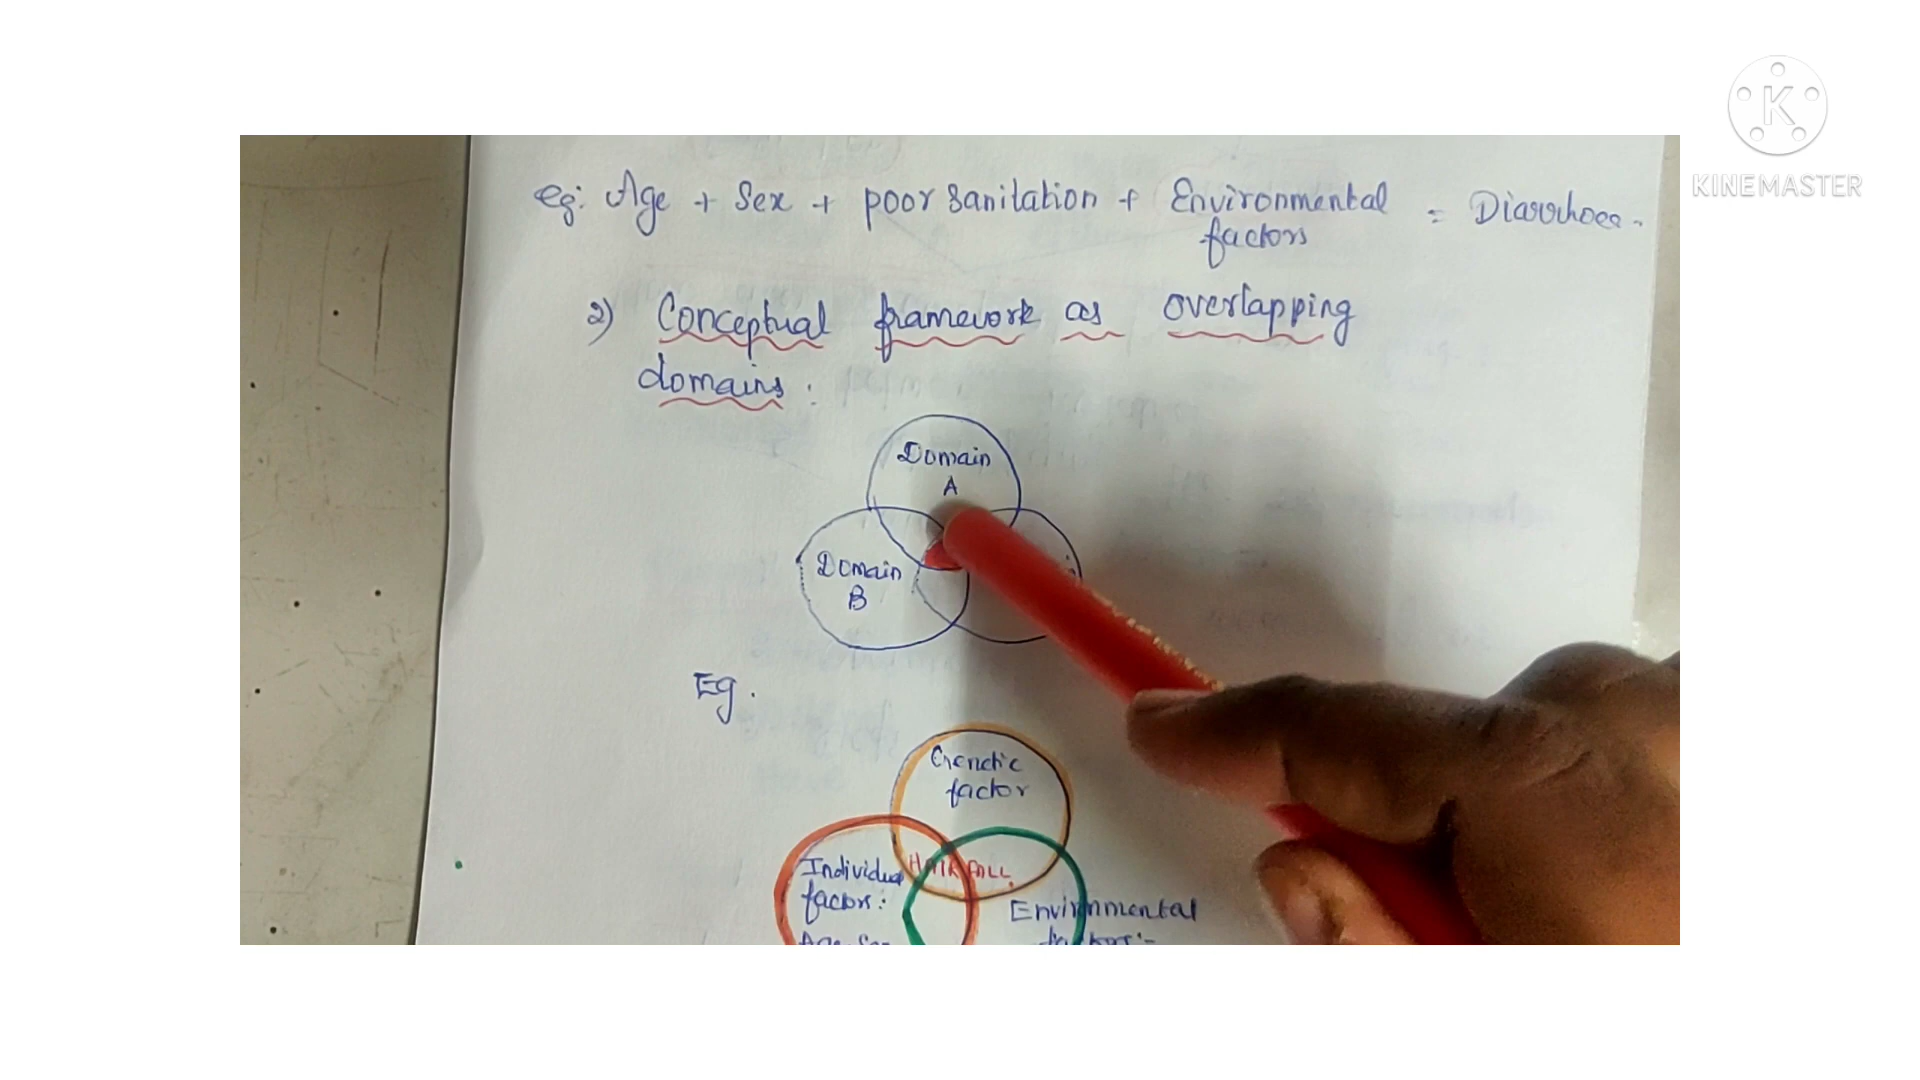 eg: Age + Sex + poor sanitation + Environmental factors = Diarrhoea.
2) Conceptual framework as overlapping
domains :
Domain
A
Domain
B
Eg.
Genetic
factor
HAIR FALL.
Individual
factors:
Environmental
KINEMASTER